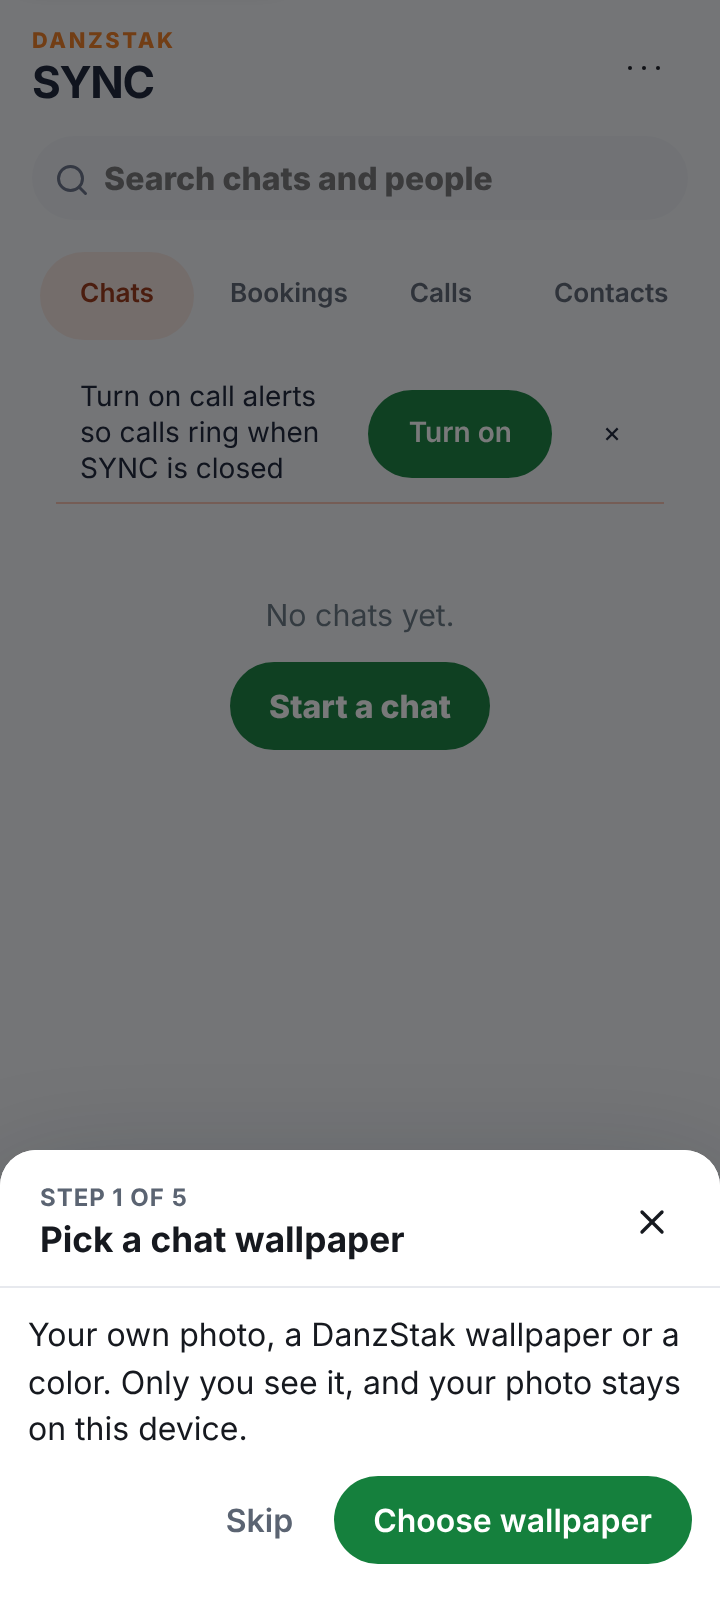 DANZSTAK
SYNC
Search chats and people
Chats
Bookings
Calls
Contacts
Turn on call alerts
so calls ring when
SYNC is closed
Turn on
No chats yet.
Start a chat
STEP 1 OF 5
Pick a chat wallpaper
Your own photo, a DanzStak wallpaper or a
color. Only you see it, and your photo stays
on this device.
Skip
Choose wallpaper